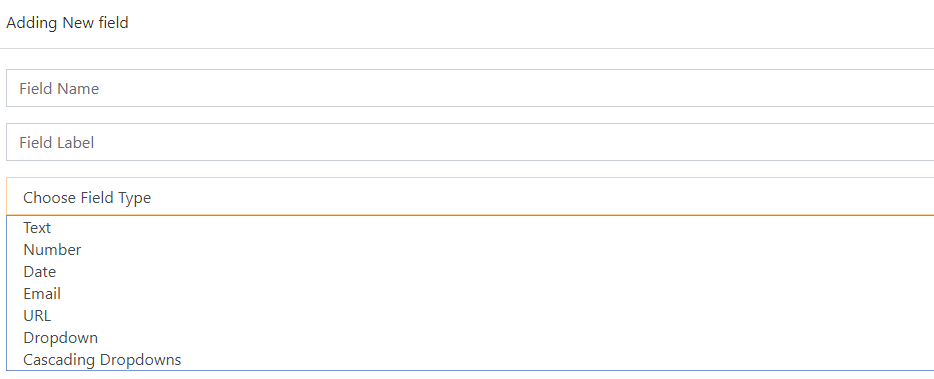 Adding New field
Field Name
Field Label
Choose Field Type
Text
Number
Date
Email
URL
Dropdown
Cascading Dropdowns